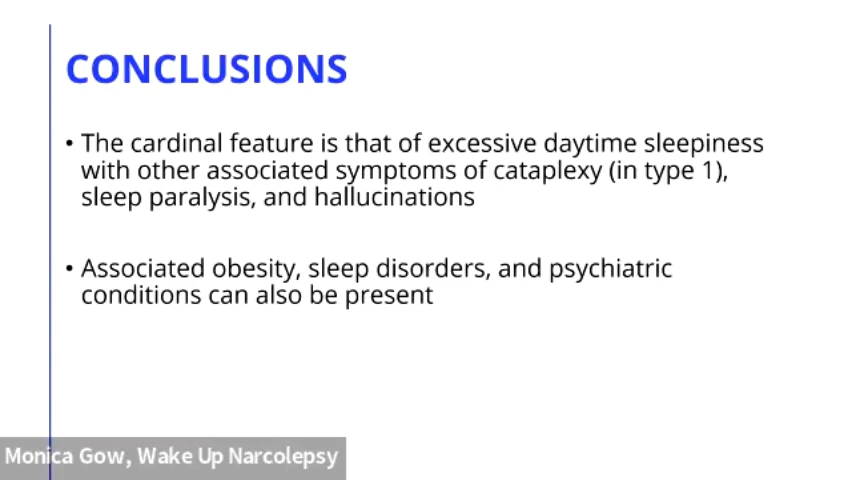 CONCLUSIONS
• The cardinal feature is that of excessive daytime sleepiness
with other associated symptoms of cataplexy (in type 1),
sleep paralysis, and hallucinations
• Associated obesity, sleep disorders, and psychiatric
conditions can also be present
Monica Gow, Wake Up Narcolepsy